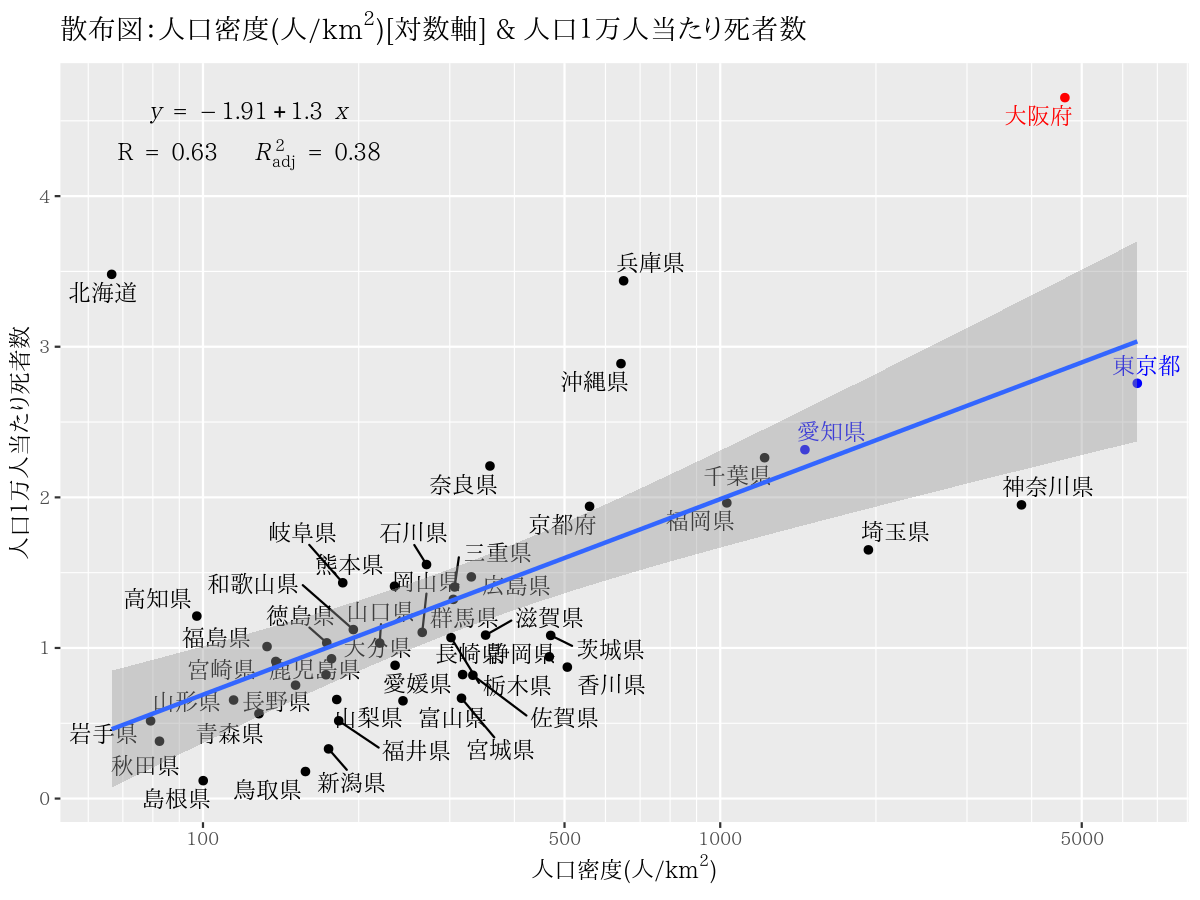 散布図：人口密度(人/km²)[対数軸] & 人口1万人当たり死者数
y = −1.91 + 1.3 x
R = 0.63 R²adj = 0.38
大阪府
4
兵庫県
北海道
3
東京都
沖縄県
愛知県
千葉県
奈良県
神奈川県
2
京都府
福岡県
岐阜県
石川県
埼玉県
三重県
熊本県
岡山県
広島県
和歌山県
高知県
徳島県
山口県
群馬県
滋賀県
福島県
大分県
長崎県
静岡県
茨城県
1
宮崎県
鹿児島県
愛媛県
栃木県
香川県
山形県
長野県
山梨県
富山県
佐賀県
岩手県
青森県
福井県
宮城県
秋田県
新潟県
島根県
鳥取県
0
100
500
1000
5000
人口密度(人/km²)
人口1万人当たり死者数